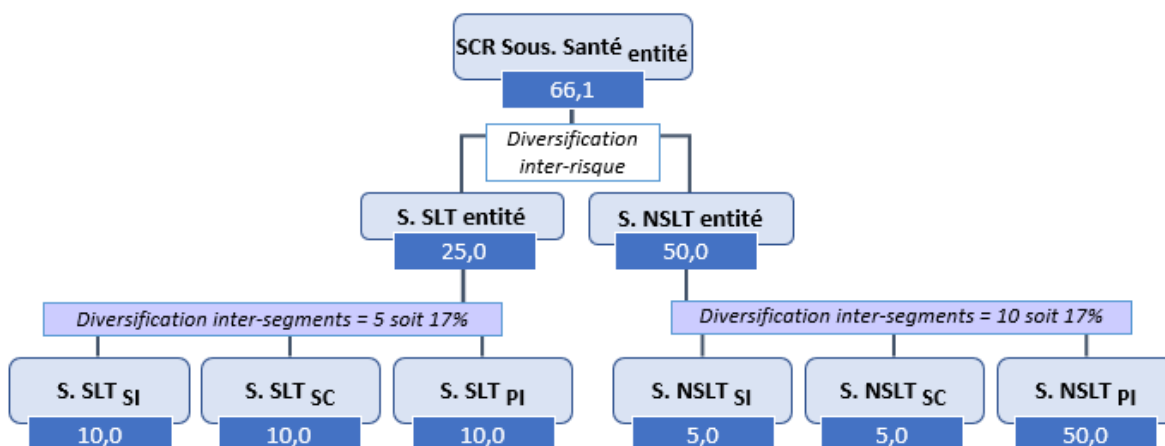 SCR Sous. Santé entité
66,1
Diversification
inter-risque
S. SLT entité
S. NSLT entité
25,0
50,0
Diversification inter-segments = 5 soit 17%
Diversification inter-segments = 10 soit 17%
S. SLT SI
S. SLT SC
S. SLT PI
S. NSLT SI
S. NSLT SC
S. NSLT PI
10,0
10,0
10,0
5,0
5,0
50,0